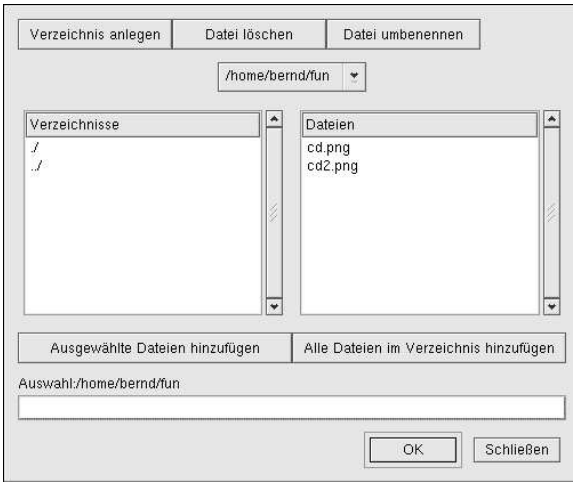 Verzeichnis anlegen Datei löschen Datei umbenennen
/home/bernd/fun
Verzeichnisse
./
../
Dateien
cd.png
cd2.png
Ausgewählte Dateien hinzufügen Alle Dateien im Verzeichnis hinzufügen
Auswahl:/home/bernd/fun
OK Schließen